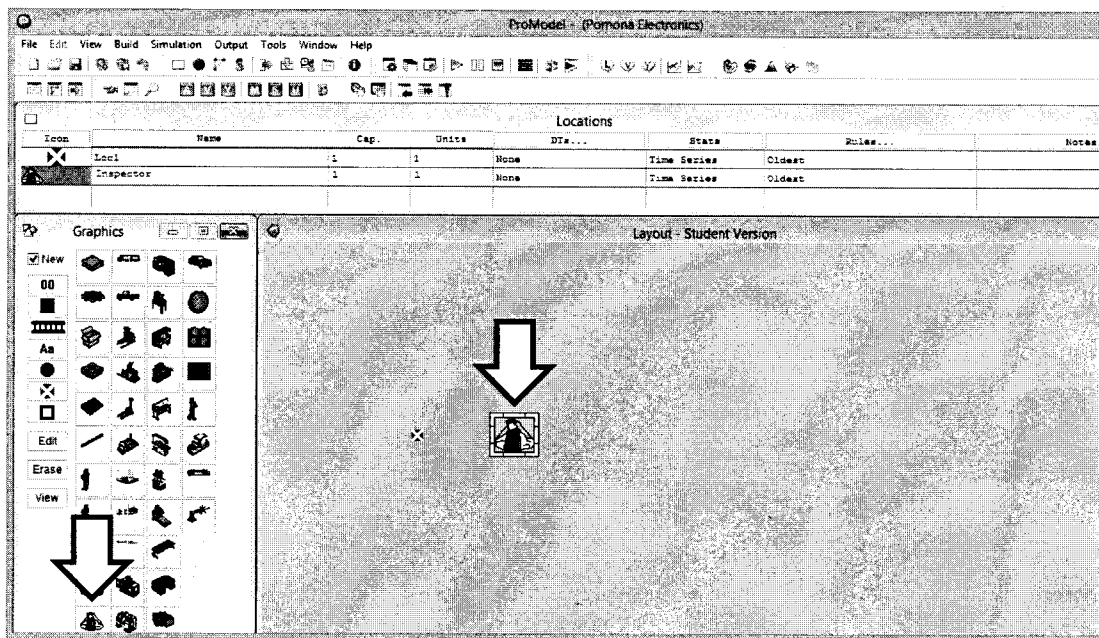 ProModel - (Pomona Electronics)
File Edit View Build Simulation Output Tools Window Help
Locations
Icon Name Cap. Units DTs... Stats Rules... Notes
Loc1 1 1 None Time Series Oldest
Inspector 1 1 None Time Series Oldest
Graphics
Layout - Student Version
New
00
Aa
Edit
Erase
View